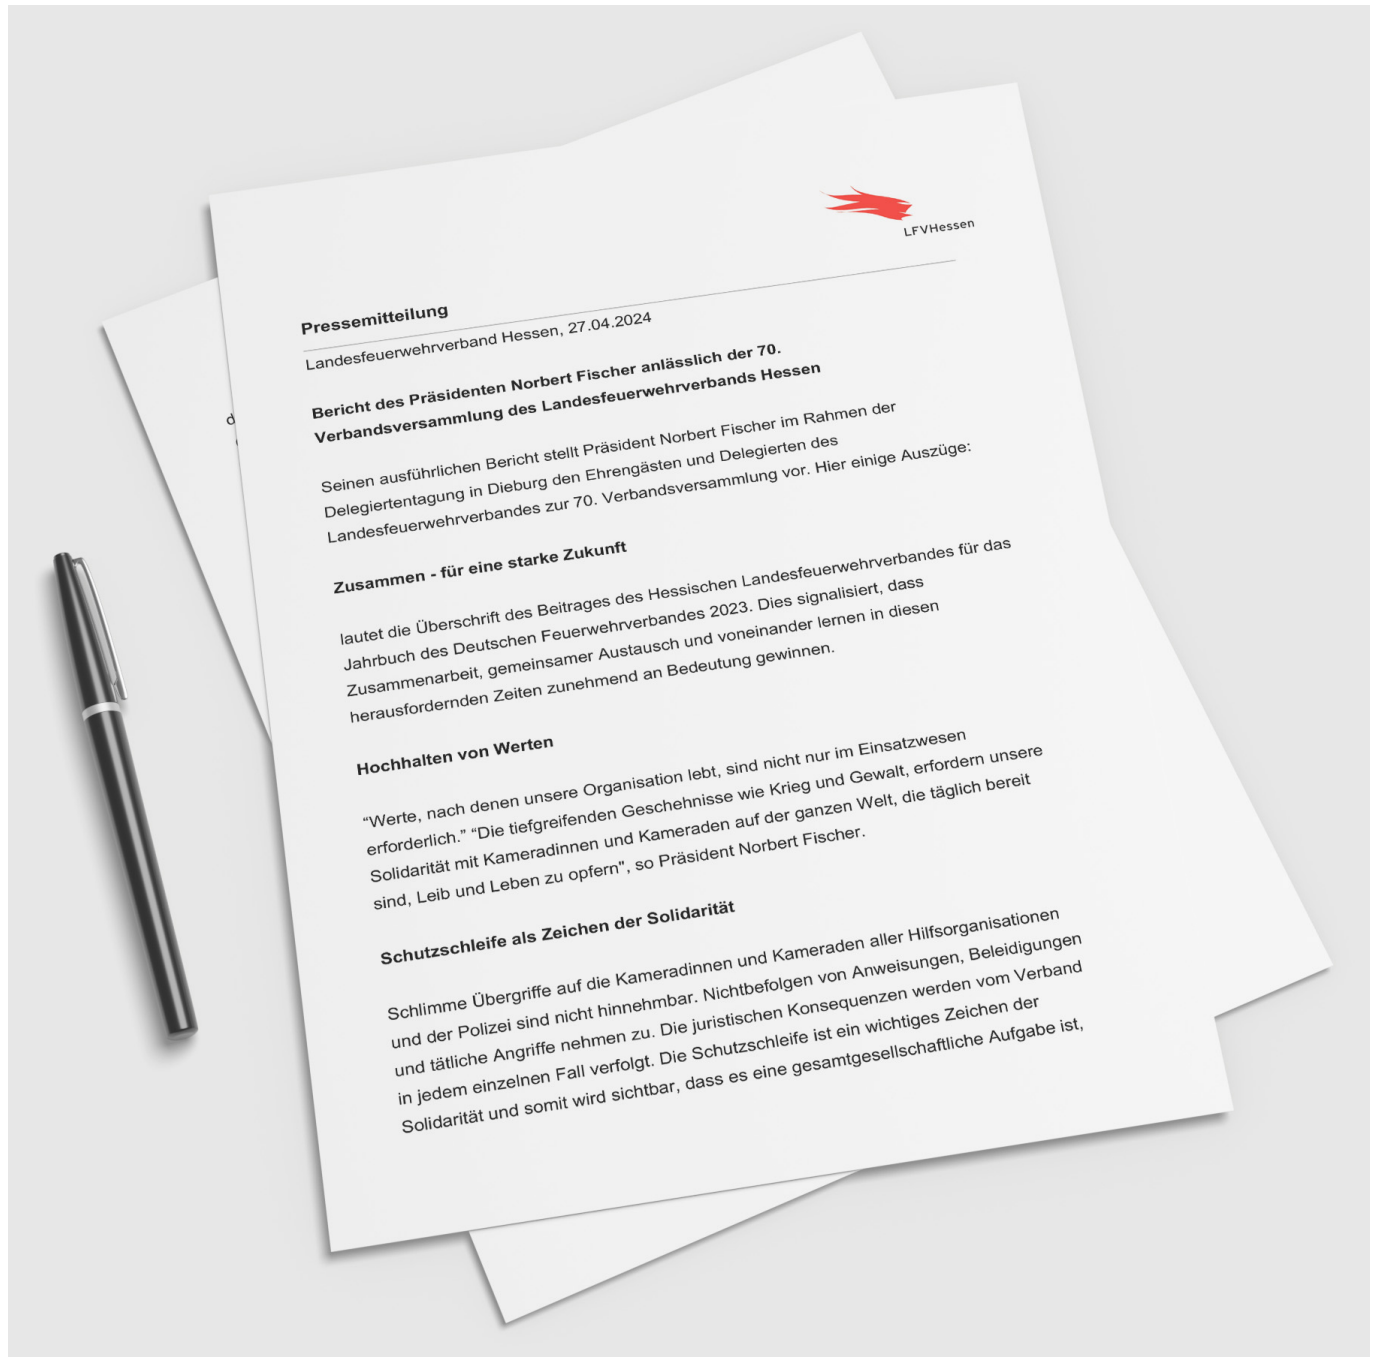 LFVHessen
Pressemitteilung
Landesfeuerwehrverband Hessen, 27.04.2024
Bericht des Präsidenten Norbert Fischer anlässlich der 70.
Verbandsversammlung des Landesfeuerwehrverbands Hessen
Seinen ausführlichen Bericht stellt Präsident Norbert Fischer im Rahmen der
Delegiertentagung in Dieburg den Ehrengästen und Delegierten des
Landesfeuerwehrverbandes zur 70. Verbandsversammlung vor. Hier einige Auszüge:
Zusammen - für eine starke Zukunft
lautet die Überschrift des Beitrages des Hessischen Landesfeuerwehrverbandes für das
Jahrbuch des Deutschen Feuerwehrverbandes 2023. Dies signalisiert, dass
Zusammenarbeit, gemeinsamer Austausch und voneinander lernen in diesen
herausfordernden Zeiten zunehmend an Bedeutung gewinnen.
Hochhalten von Werten
“Werte, nach denen unsere Organisation lebt, sind nicht nur im Einsatzwesen
erforderlich.” “Die tiefgreifenden Geschehnisse wie Krieg und Gewalt, erfordern unsere
Solidarität mit Kameradinnen und Kameraden auf der ganzen Welt, die täglich bereit
sind, Leib und Leben zu opfern", so Präsident Norbert Fischer.
Schutzschleife als Zeichen der Solidarität
Schlimme Übergriffe auf die Kameradinnen und Kameraden aller Hilfsorganisationen
und der Polizei sind nicht hinnehmbar. Nichtbefolgen von Anweisungen, Beleidigungen
und tätliche Angriffe nehmen zu. Die juristischen Konsequenzen werden vom Verband
in jedem einzelnen Fall verfolgt. Die Schutzschleife ist ein wichtiges Zeichen der
Solidarität und somit wird sichtbar, dass es eine gesamtgesellschaftliche Aufgabe ist,